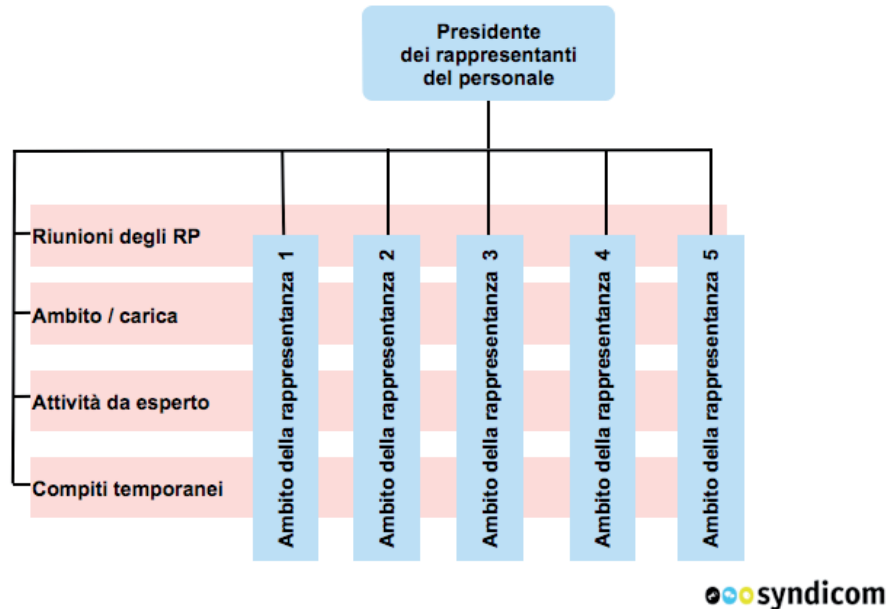 Presidente
dei rappresentanti
del personale
Riunioni degli RP
Ambito / carica
Attività da esperto
Compiti temporanei
Ambito della rappresentanza 1
Ambito della rappresentanza 2
Ambito della rappresentanza 3
Ambito della rappresentanza 4
Ambito della rappresentanza 5
syndicom